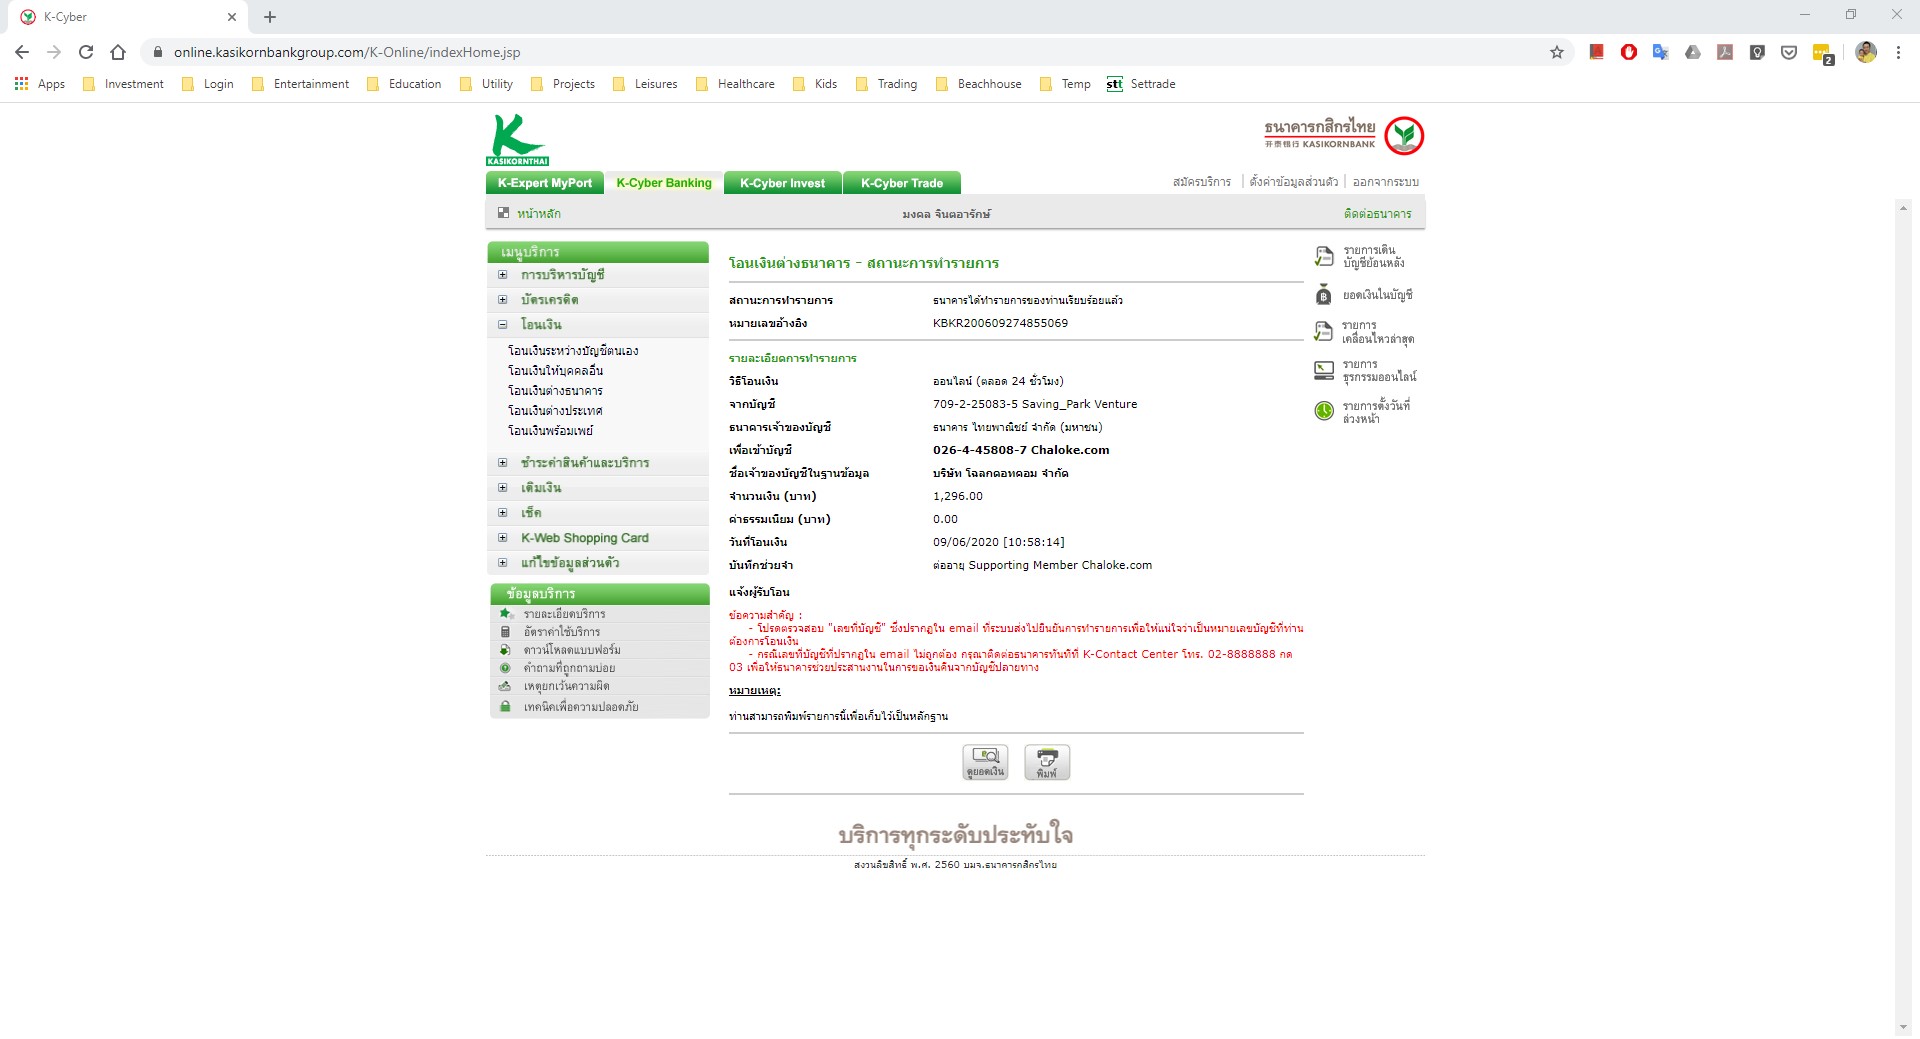 K-Cyber
online.kasikornbankgroup.com/K-Online/indexHome.jsp
2
Apps Investment Login Entertainment Education Utility Projects Leisures Healthcare Kids Trading Beachhouse Temp stt Settrade
K
KASIKORNTHAI
ธนาคารกสิกรไทย
开泰银行 KASIKORNBANK
K-Expert MyPort K-Cyber Banking K-Cyber Invest K-Cyber Trade
สมัครบริการ | ตั้งค่าข้อมูลส่วนตัว | ออกจากระบบ
หน้าหลัก มงคล จินตอารักษ์ ติดต่อธนาคาร
เมนูบริการ
การบริหารบัญชี
บัตรเครดิต
โอนเงิน
โอนเงินระหว่างบัญชีตนเอง
โอนเงินให้บุคคลอื่น
โอนเงินต่างธนาคาร
โอนเงินต่างประเทศ
โอนเงินพร้อมเพย์
ชำระค่าสินค้าและบริการ
เติมเงิน
เช็ค
K-Web Shopping Card
แก้ไขข้อมูลส่วนตัว
ข้อมูลบริการ
รายละเอียดบริการ
อัตราค่าใช้บริการ
ดาวน์โหลดแบบฟอร์ม
คำถามที่ถูกถามบ่อย
เหตุยกเว้นความผิด
เทคนิคเพื่อความปลอดภัย
โอนเงินต่างธนาคาร - สถานะการทำรายการ
สถานะการทำรายการ ธนาคารได้ทำรายการของท่านเรียบร้อยแล้ว
หมายเลขอ้างอิง KBKR200609274855069
รายละเอียดการทำรายการ
วิธีโอนเงิน ออนไลน์ (ตลอด 24 ชั่วโมง)
จากบัญชี 709-2-25083-5 Saving_Park Venture
ธนาคารเจ้าของบัญชี ธนาคาร ไทยพาณิชย์ จำกัด (มหาชน)
เพื่อเข้าบัญชี 026-4-45808-7 Chaloke.com
ชื่อเจ้าของบัญชีในฐานข้อมูล บริษัท โฉลกดอทคอม จำกัด
จำนวนเงิน (บาท) 1,296.00
ค่าธรรมเนียม (บาท) 0.00
วันที่โอนเงิน 09/06/2020 [10:58:14]
บันทึกช่วยจำ ต่ออายุ Supporting Member Chaloke.com
แจ้งผู้รับโอน
ข้อความสำคัญ :
- โปรดตรวจสอบ "เลขที่บัญชี" ซึ่งปรากฏใน email ที่ระบบส่งไปยืนยันการทำรายการเพื่อให้แน่ใจว่าเป็นหมายเลขบัญชีที่ท่าน
ต้องการโอนเงิน
- กรณีเลขที่บัญชีที่ปรากฏใน email ไม่ถูกต้อง กรุณาติดต่อธนาคารทันทีที่ K-Contact Center โทร. 02-8888888 กด
03 เพื่อให้ธนาคารช่วยประสานงานในการขอเงินคืนจากบัญชีปลายทาง
หมายเหตุ:
ท่านสามารถพิมพ์รายการนี้เพื่อเก็บไว้เป็นหลักฐาน
ดูยอดเงิน พิมพ์
รายการเดิน
บัญชีย้อนหลัง
ยอดเงินในบัญชี
รายการ
เคลื่อนไหวล่าสุด
รายการ
ธุรกรรมออนไลน์
รายการตั้งวันที่
ล่วงหน้า
บริการทุกระดับประทับใจ
สงวนลิขสิทธิ์ พ.ศ. 2560 บมจ.ธนาคารกสิกรไทย